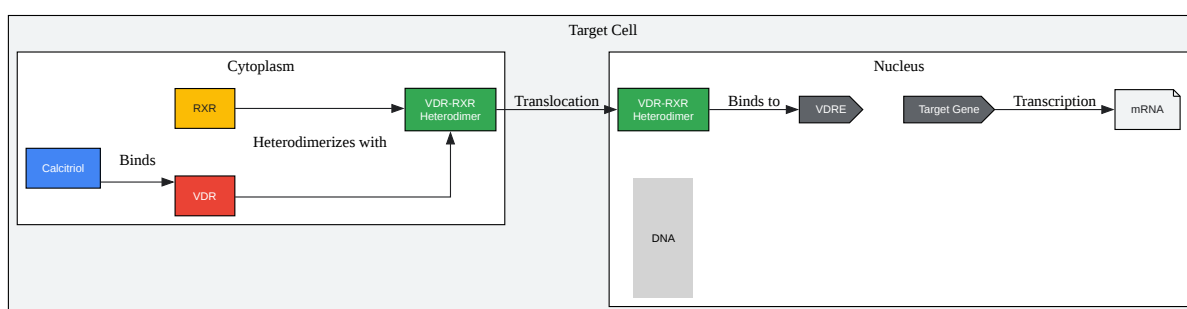 Target Cell
Cytoplasm
Nucleus
RXR
VDR-RXR
Heterodimer
Translocation
VDR-RXR
Heterodimer
Binds to
VDRE
Target Gene
Transcription
mRNA
Heterodimerizes with
Calcitriol
Binds
VDR
DNA